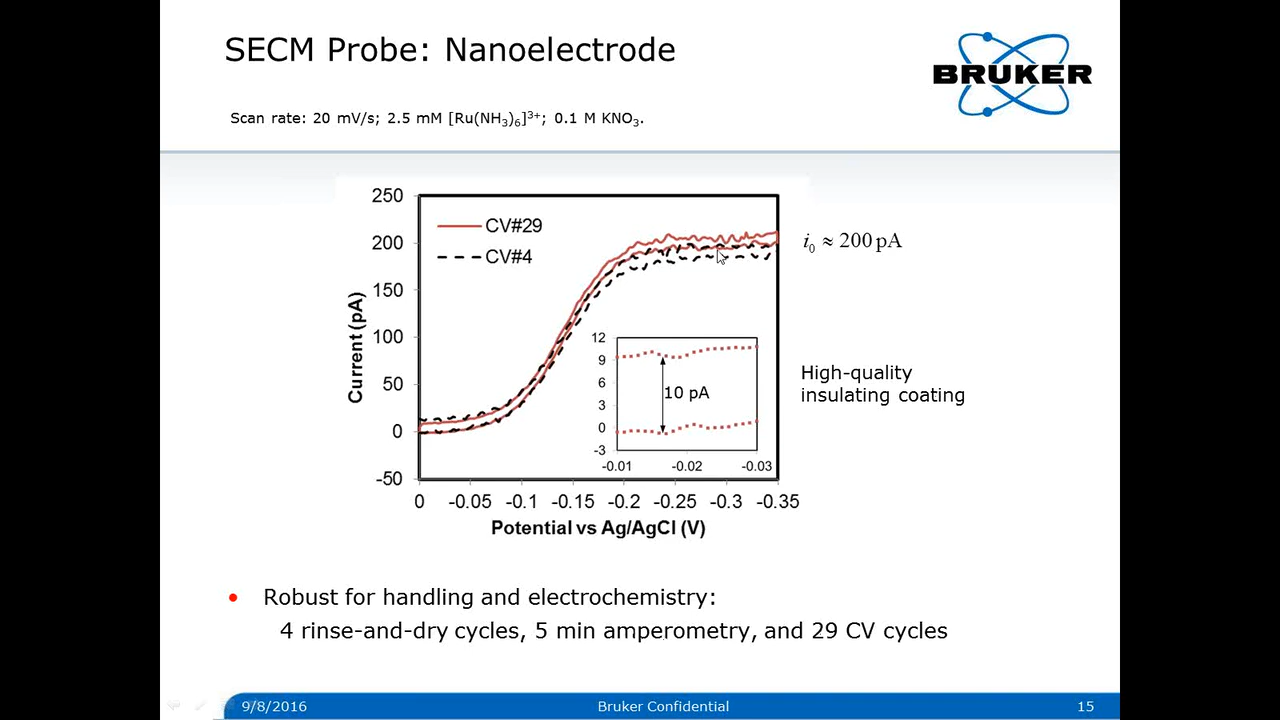 SECM Probe: Nanoelectrode
BRUKER
Scan rate: 20 mV/s; 2.5 mM [Ru(NH₃)₆]³⁺; 0.1 M KNO₃.
250
200
150
100
50
0
-50
Current (pA)
CV#29
CV#4
12
9
6
3
0
-3
10 pA
-0.01 -0.02 -0.03
0 -0.05 -0.1 -0.15 -0.2 -0.25 -0.3 -0.35
Potential vs Ag/AgCl (V)
i₀ ≈ 200 pA
High-quality
insulating coating
• Robust for handling and electrochemistry:
4 rinse-and-dry cycles, 5 min amperometry, and 29 CV cycles
9/8/2016 Bruker Confidential 15